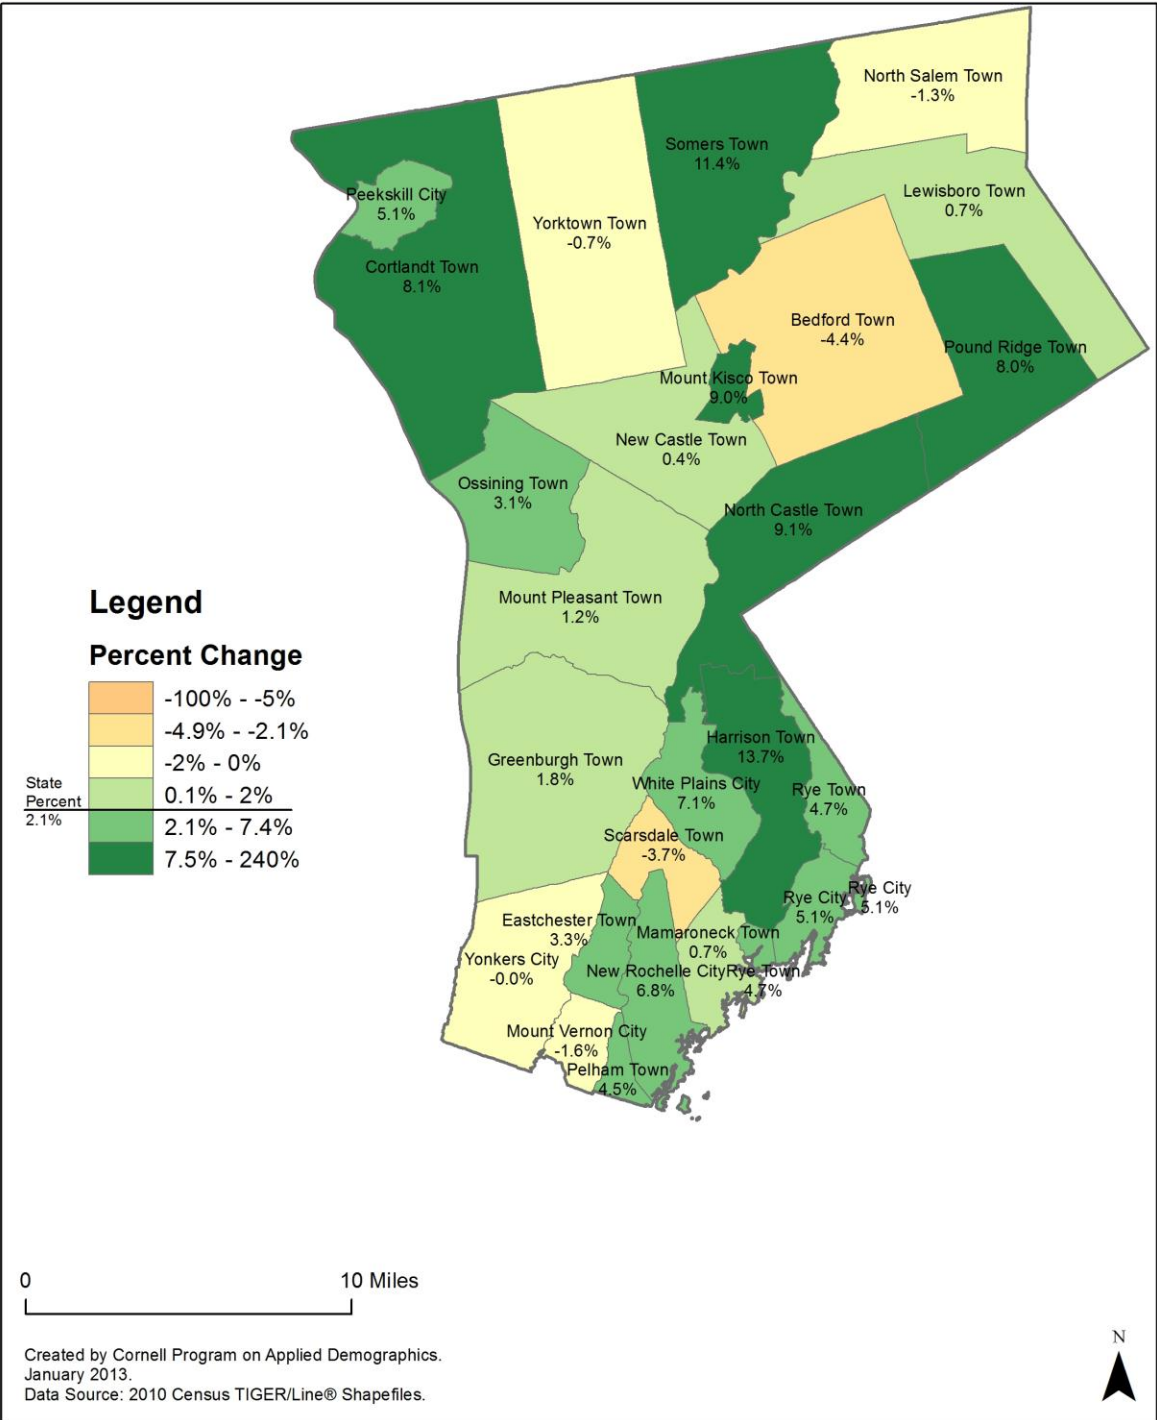 North Salem Town
-1.3%
Somers Town
11.4%
Lewisboro Town
0.7%
Peekskill City
5.1%
Yorktown Town
-0.7%
Cortlandt Town
8.1%
Bedford Town
-4.4%
Pound Ridge Town
8.0%
Mount Kisco Town
9.0%
New Castle Town
0.4%
Ossining Town
3.1%
North Castle Town
9.1%
Mount Pleasant Town
1.2%
Harrison Town
13.7%
Greenburgh Town
1.8%
White Plains City
7.1%
Rye Town
4.7%
Scarsdale Town
-3.7%
Rye City
5.1%
Rye City
5.1%
Eastchester Town
3.3%
Mamaroneck Town
0.7%
Yonkers City
-0.0%
New Rochelle City
6.8%
Rye Town
4.7%
Mount Vernon City
-1.6%
Pelham Town
4.5%
Legend
Percent Change
-100% - -5%
-4.9% - -2.1%
-2% - 0%
0.1% - 2%
2.1% - 7.4%
7.5% - 240%
State
Percent
2.1%
0 10 Miles
Created by Cornell Program on Applied Demographics.
January 2013.
Data Source: 2010 Census TIGER/Line® Shapefiles.
N